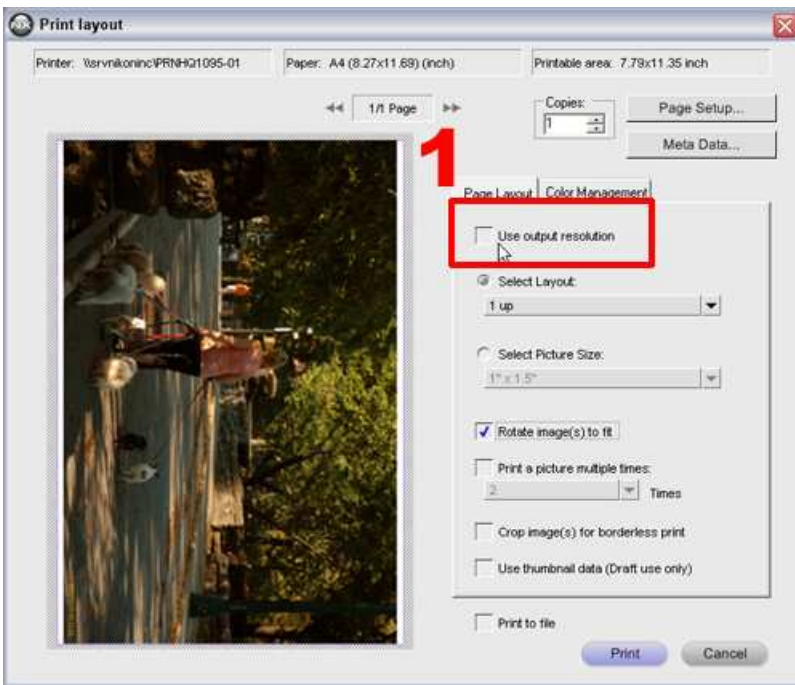 Print layout
Printer: \\srvnikoninc\PRNHQ1095-01 Paper: A4 (8.27x11.69) (inch) Printable area: 7.79x11.35 inch
1/1 Page
Copies:
1
Page Setup...
Meta Data...
1
Page Layout Color Management
Use output resolution
Select Layout:
1 up
Select Picture Size:
1" x 1.5"
Rotate image(s) to fit
Print a picture multiple times:
2 Times
Crop image(s) for borderless print
Use thumbnail data (Draft use only)
Print to file
Print Cancel